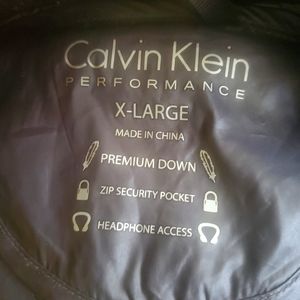 Calvin Klein
PERFORMANCE
X-LARGE
MADE IN CHINA
PREMIUM DOWN
ZIP SECURITY POCKET
HEADPHONE ACCESS